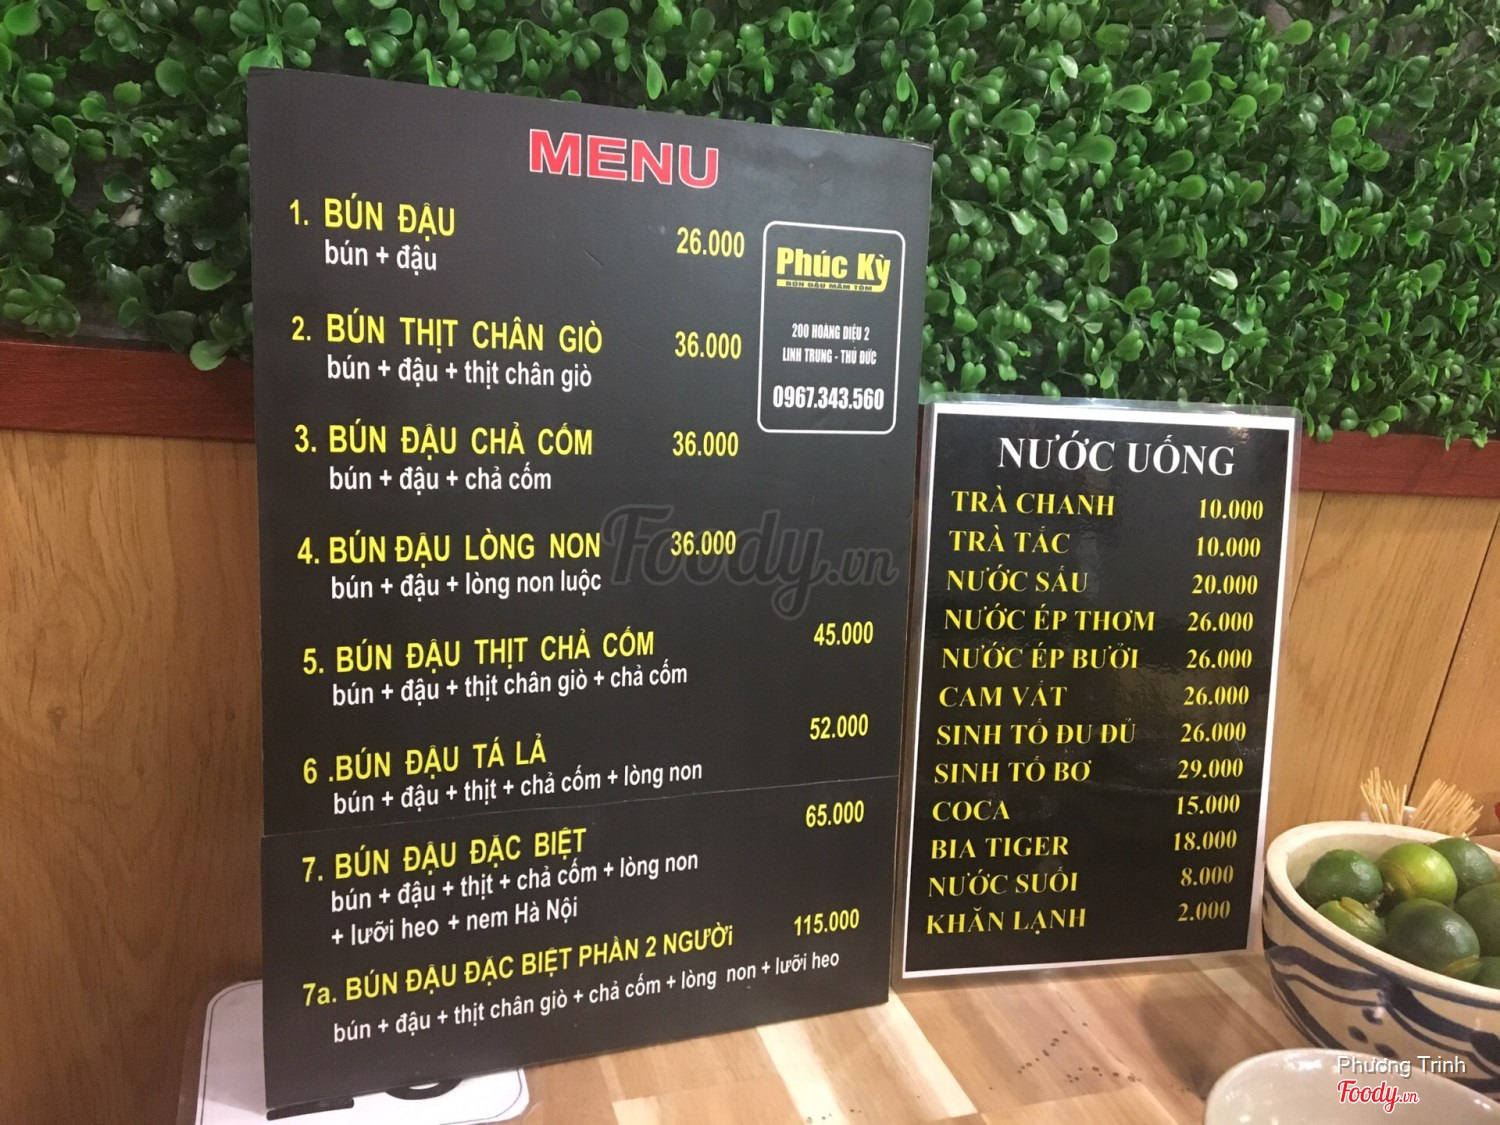 MENU
1. BÚN ĐẬU 26.000
bún + đậu
2. BÚN THỊT CHÂN GIÒ 36.000
bún + đậu + thịt chân giò
3. BÚN ĐẬU CHẢ CỐM 36.000
bún + đậu + chả cốm
4. BÚN ĐẬU LÒNG NON 36.000
bún + đậu + lòng non luộc
5. BÚN ĐẬU THỊT CHẢ CỐM 45.000
bún + đậu + thịt chân giò + chả cốm
6 .BÚN ĐẬU TÁ LẢ 52.000
bún + đậu + thịt + chả cốm + lòng non
7. BÚN ĐẬU ĐẶC BIỆT 65.000
bún + đậu + thịt + chả cốm + lòng non
+ lưỡi heo + nem Hà Nội
7a. BÚN ĐẬU ĐẶC BIỆT PHẦN 2 NGƯỜi 115.000
bún + đậu + thịt chân giò + chả cốm + lòng non + lưỡi heo
Phúc Kỳ
BÚN ĐẬU MẮM TÔM
200 HOÀNG DIỆU 2
LINH TRUNG - THỦ ĐỨC
0967.343.560
NƯỚC UỐNG
TRÀ CHANH 10.000
TRÀ TẮC 10.000
NƯỚC SẤU 20.000
NƯỚC ÉP THƠM 26.000
NƯỚC ÉP BƯỞI 26.000
CAM VẮT 26.000
SINH TỐ ĐU ĐỦ 26.000
SINH TỐ BƠ 29.000
COCA 15.000
BIA TIGER 18.000
NƯỚC SUỐI 8.000
KHĂN LẠNH 2.000
Foody.vn
Phương Trinh
Foody.vn